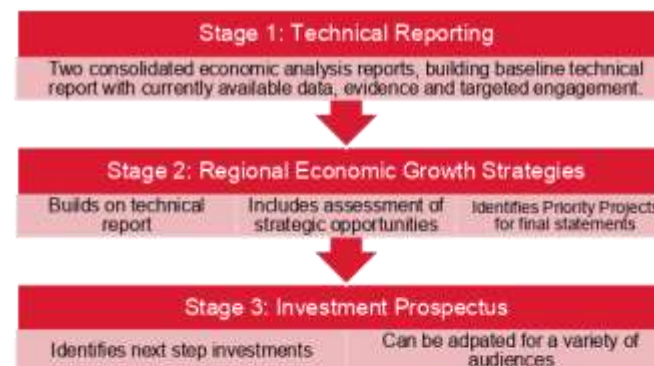 Stage 1: Technical Reporting
Two consolidated economic analysis reports, building baseline technical
report with currently available data, evidence and targeted engagement.
Stage 2: Regional Economic Growth Strategies
Builds on technical
report
Includes assessment of
strategic opportunities
Identifies Priority Projects
for final statements
Stage 3: Investment Prospectus
Identifies next step investments
Can be adpated for a variety of
audiences